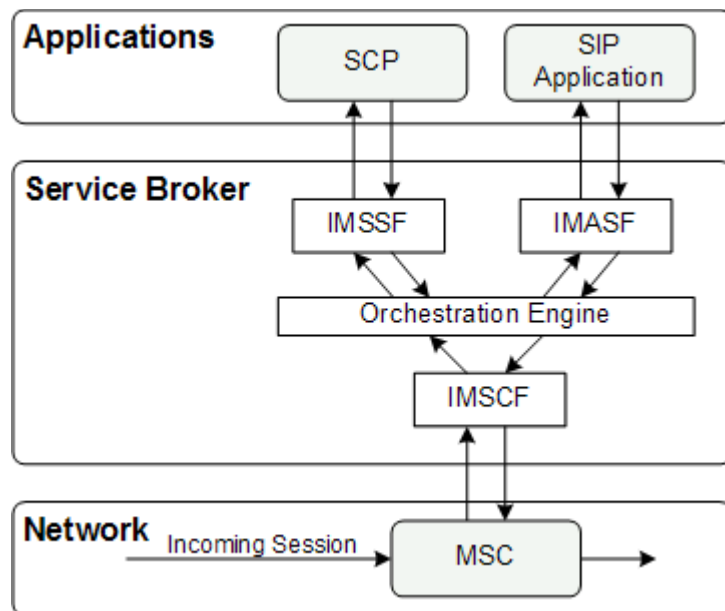 Applications
SCP
SIP
Application
Service Broker
IMSSF
IMASF
Orchestration Engine
IMSCF
Network
Incoming Session
MSC